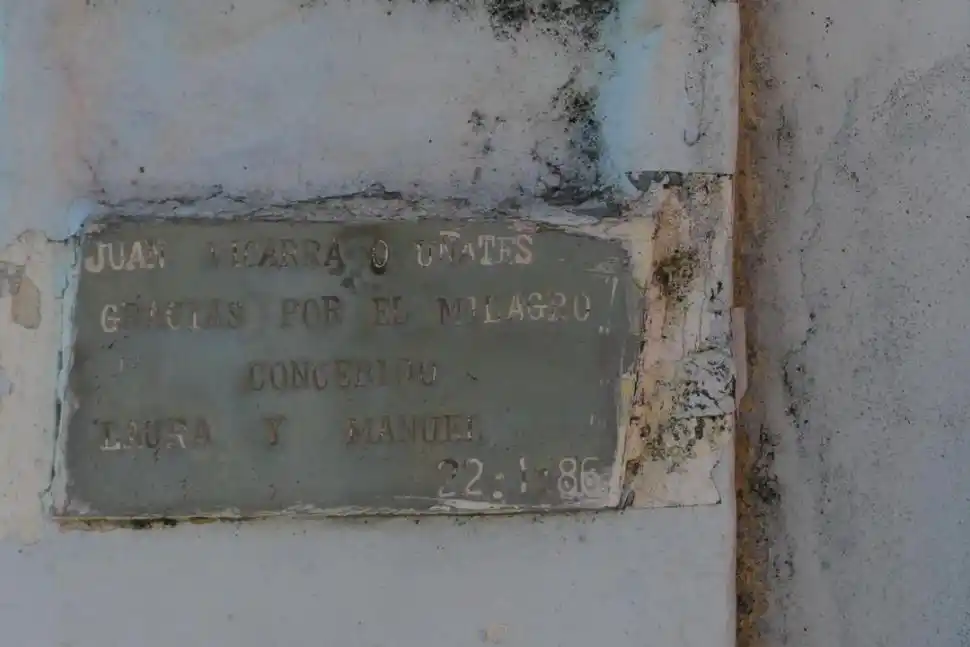 JUAN VICARRA O OÑATES
GRACIAS POR EL MILAGRO
CONCEDIDO
LAURA Y MANUEL
22.1.86